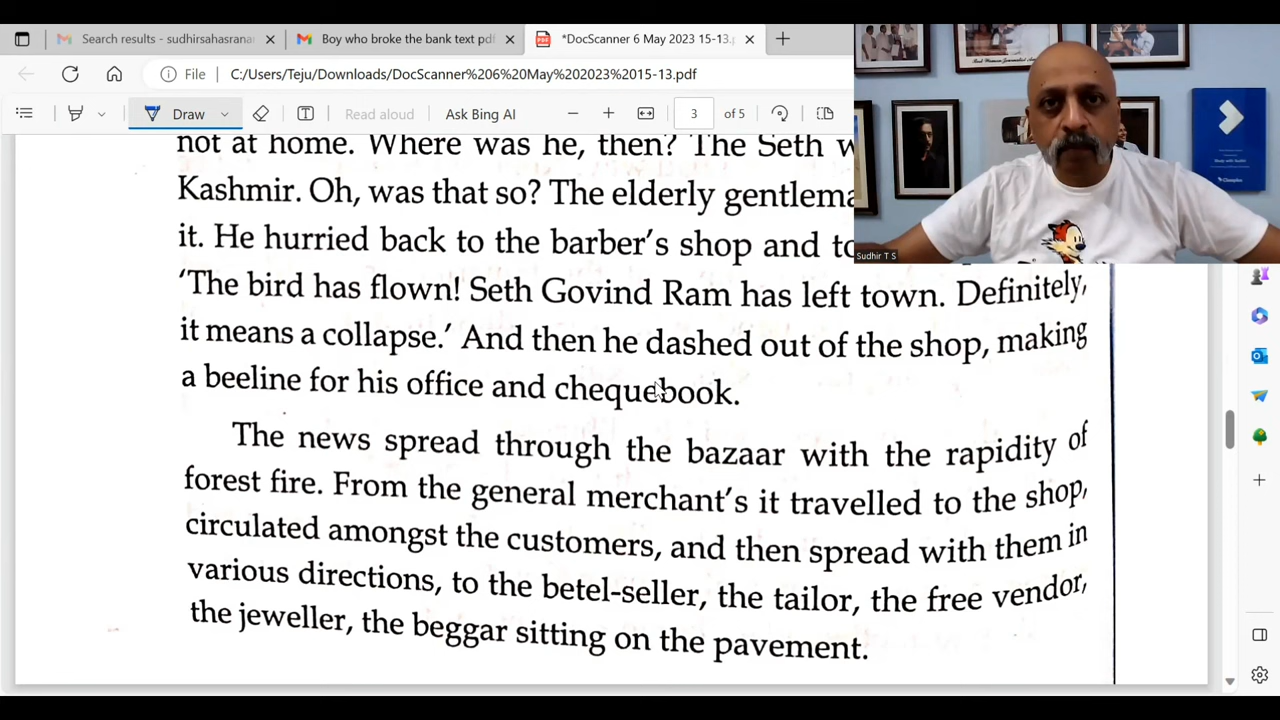 Search results - sudhirsahasrana
Boy who broke the bank text pdf
*DocScanner 6 May 2023 15-13.p
File C:/Users/Teju/Downloads/DocScanner%206%20May%202023%2015-13.pdf
Draw
Read aloud
Ask Bing AI
3 of 5
not at home. Where was he, then? The Seth w
Kashmir. Oh, was that so? The elderly gentlema
it. He hurried back to the barber's shop and to
'The bird has flown! Seth Govind Ram has left town. Definitely,
it means a collapse.' And then he dashed out of the shop, making
a beeline for his office and chequebook.
The news spread through the bazaar with the rapidity of
forest fire. From the general merchant's it travelled to the shop,
circulated amongst the customers, and then spread with them in
various directions, to the betel-seller, the tailor, the free vendor,
the jeweller, the beggar sitting on the pavement.
Sudhir T S